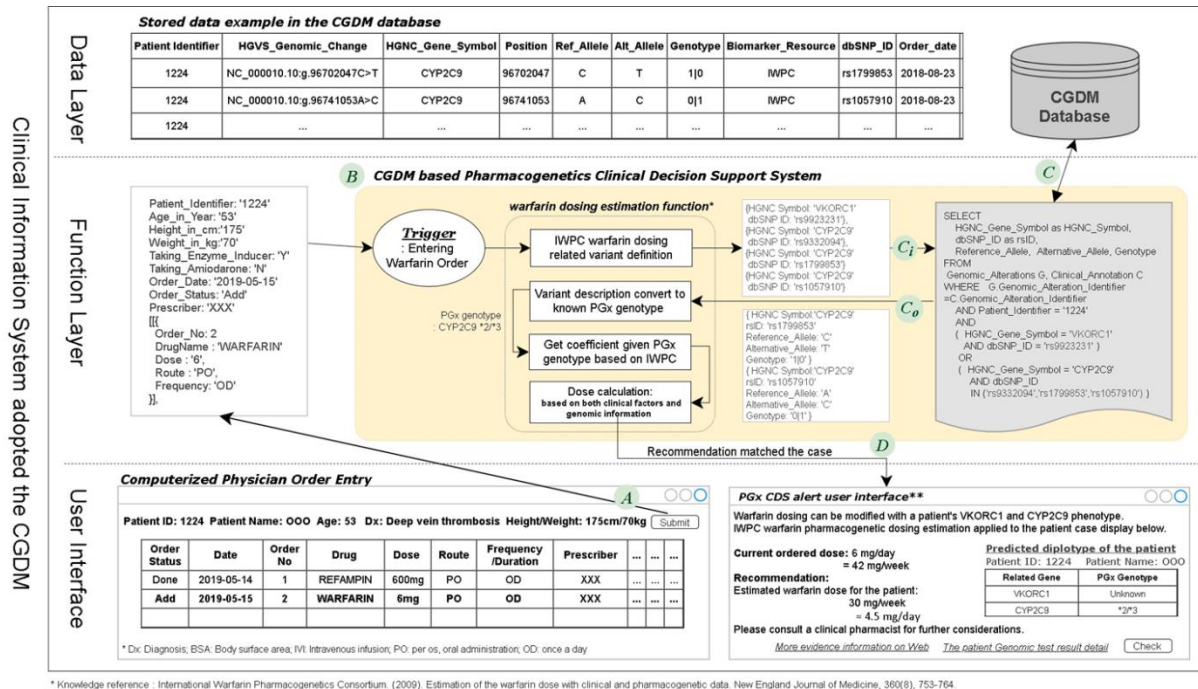 Clinical Information System adopted the CGDM
Data Layer
Stored data example in the CGDM database
Patient Identifier HGVS_Genomic_Change HGNC_Gene_Symbol Position Ref_Allele Alt_Allele Genotype Biomarker_Resource dbSNP_ID Order_date
1224 NC_000010.10:g.96702047C>T CYP2C9 96702047 C T 1|0 IWPC rs1799853 2018-08-23
1224 NC_000010.10:g.96741053A>C CYP2C9 96741053 A C 0|1 IWPC rs1057910 2018-08-23
1224 ... ... ... ... ... ... ... ... ...
CGDM
Database
Function Layer
Patient_Identifier: '1224'
Age_in_Year: '53'
Height_in_cm:'175'
Weight_in_kg:'70'
Taking_Enzyme_Inducer: 'Y'
Taking_Amiodarone: 'N'
Order_Date: '2019-05-15'
Order_Status: 'Add'
Prescriber: 'XXX'
[[{
Order_No: 2
DrugName : 'WARFARIN'
Dose : '6',
Route : 'PO',
Frequency: 'OD'
}],
B
CGDM based Pharmacogenetics Clinical Decision Support System
C
Trigger
: Entering
Warfarin Order
warfarin dosing estimation function*
IWPC warfarin dosing
related variant definition
Variant description convert to
known PGx genotype
PGx genotype
: CYP2C9 *2/*3
Get coefficient given PGx
genotype based on IWPC
Dose calculation:
based on both clinical factors and
genomic information
{HGNC Symbol: 'VKORC1'
dbSNP ID: 'rs9923231'},
{HGNC Symbol: 'CYP2C9'
dbSNP ID: 'rs9332094'},
{HGNC Symbol: 'CYP2C9'
dbSNP ID: 'rs1799853'}
{HGNC Symbol: 'CYP2C9'
dbSNP ID: 'rs1057910'}
Ci
Co
{ HGNC Symbol:'CYP2C9'
rsID: 'rs1799853'
Reference_Allele: 'C'
Alternative_Allele: 'T'
Genotype: '1|0' }
{ HGNC Symbol:'CYP2C9'
rsID: 'rs1057910'
Reference_Allele: 'A'
Alternative_Allele: 'C'
Genotype: '0|1' }
SELECT
HGNC_Gene_Symbol as HGNC_Symbol,
dbSNP_ID as rsID,
Reference_Allele, Alternative_Allele, Genotype
FROM
Genomic_Alterations G, Clinical_Annotation C
WHERE G.Genomic_Alteration_Identifier
=C.Genomic_Alteration_Identifier
AND Patient_Identifier = '1224'
AND
( HGNC_Gene_Symbol = 'VKORC1'
AND dbSNP_ID = 'rs9923231' }
OR
( HGNC_Gene_Symbol = 'CYP2C9'
AND dbSNP_ID
IN {'rs9332094','rs1799853','rs1057910') }
D
Recommendation matched the case
User Interface
Computerized Physician Order Entry
A
Patient ID: 1224 Patient Name: OOO Age: 53 Dx: Deep vein thrombosis Height/Weight: 175cm/70kg Submit
Order Status Date Order No Drug Dose Route Frequency /Duration Prescriber ... ... ...
Done 2019-05-14 1 REFAMPIN 600mg PO OD XXX ... ... ...
Add 2019-05-15 2 WARFARIN 6mg PO OD XXX ... ... ...
* Dx: Diagnosis; BSA: Body surface area; IVI: Intravenous infusion; PO: per os, oral administration; OD: once a day
PGx CDS alert user interface**
Warfarin dosing can be modified with a patient's VKORC1 and CYP2C9 phenotype.
IWPC warfarin pharmacogenetic dosing estimation applied to the patient case display below.
Current ordered dose: 6 mg/day
= 42 mg/week
Recommendation:
Estimated warfarin dose for the patient:
30 mg/week
≈ 4.5 mg/day
Predicted diplotype of the patient
Patient ID: 1224 Patient Name: OOO
Related Gene PGx Genotype
VKORC1 Unknown
CYP2C9 *2/*3
Please consult a clinical pharmacist for further considerations.
More evidence information on Web The patient Genomic test result detail Check
* Knowledge reference : International Warfarin Pharmacogenetics Consortium. (2009). Estimation of the warfarin dose with clinical and pharmacogenetic data. New England Journal of Medicine, 360(8), 753-764.